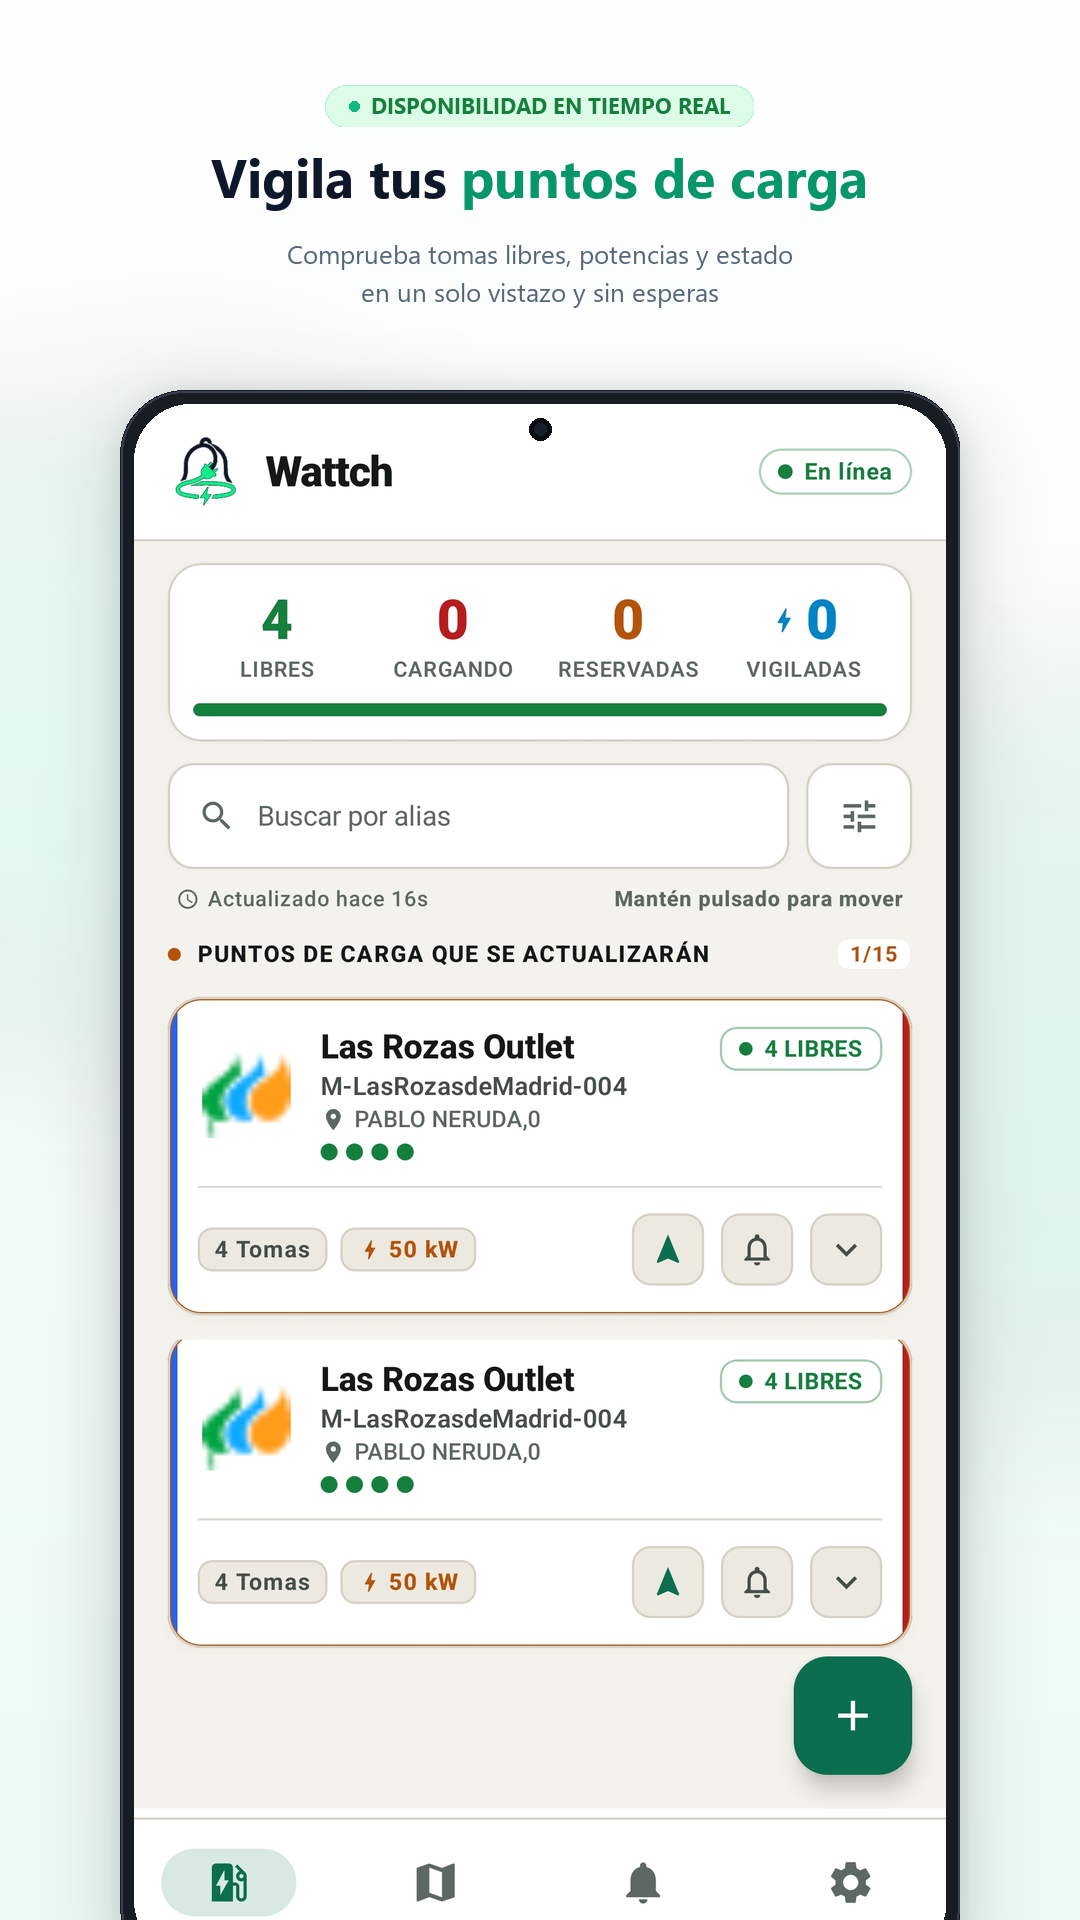 DISPONIBILIDAD EN TIEMPO REAL
Vigila tus puntos de carga
Comprueba tomas libres, potencias y estado
en un solo vistazo y sin esperas
Wattch
En línea
4
LIBRES
0
CARGANDO
0
RESERVADAS
0
VIGILADAS
Buscar por alias
Actualizado hace 16s
Mantén pulsado para mover
PUNTOS DE CARGA QUE SE ACTUALIZARÁN
1/15
Las Rozas Outlet
4 LIBRES
M-LasRozasdeMadrid-004
PABLO NERUDA,0
4 Tomas
50 kW
Las Rozas Outlet
4 LIBRES
M-LasRozasdeMadrid-004
PABLO NERUDA,0
4 Tomas
50 kW